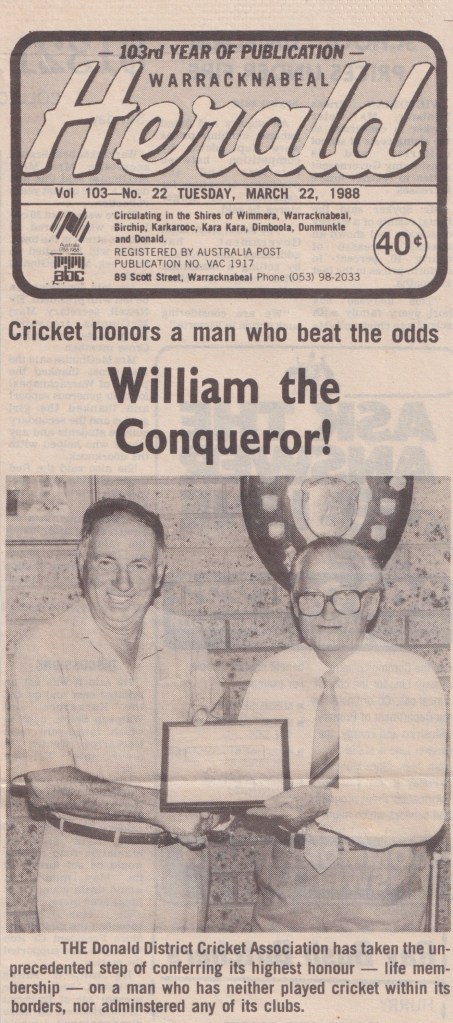 — 103rd YEAR OF PUBLICATION —
WARRACKNABEAL
Herald
Vol 103—No. 22 TUESDAY, MARCH 22, 1988
Circulating in the Shires of Wimmera, Warracknabeal,
Birchip, Karkarooc, Kara Kara, Dimboola, Dunmunkle
and Donald.
REGISTERED BY AUSTRALIA POST
PUBLICATION NO. VAC 1917
89 Scott Street, Warracknabeal Phone (053) 98-2033
abc
40¢
Cricket honors a man who beat the odds
William the
Conqueror!
THE Donald District Cricket Association has taken the un-
precedented step of conferring its highest honour — life mem-
bership — on a man who has neither played cricket within its
borders, nor adminstered any of its clubs.